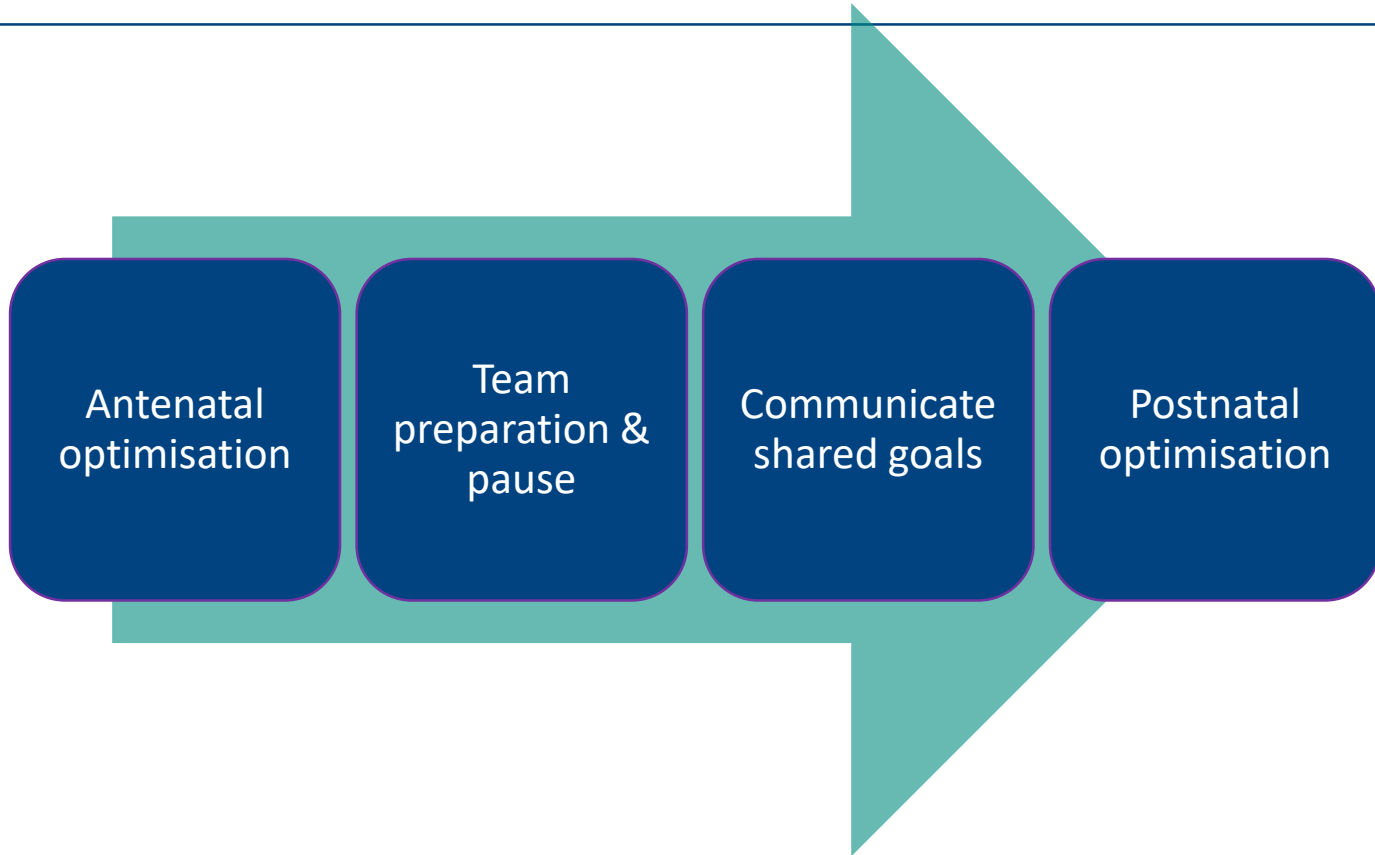 Antenatal
optimisation
Team
preparation &
pause
Communicate
shared goals
Postnatal
optimisation